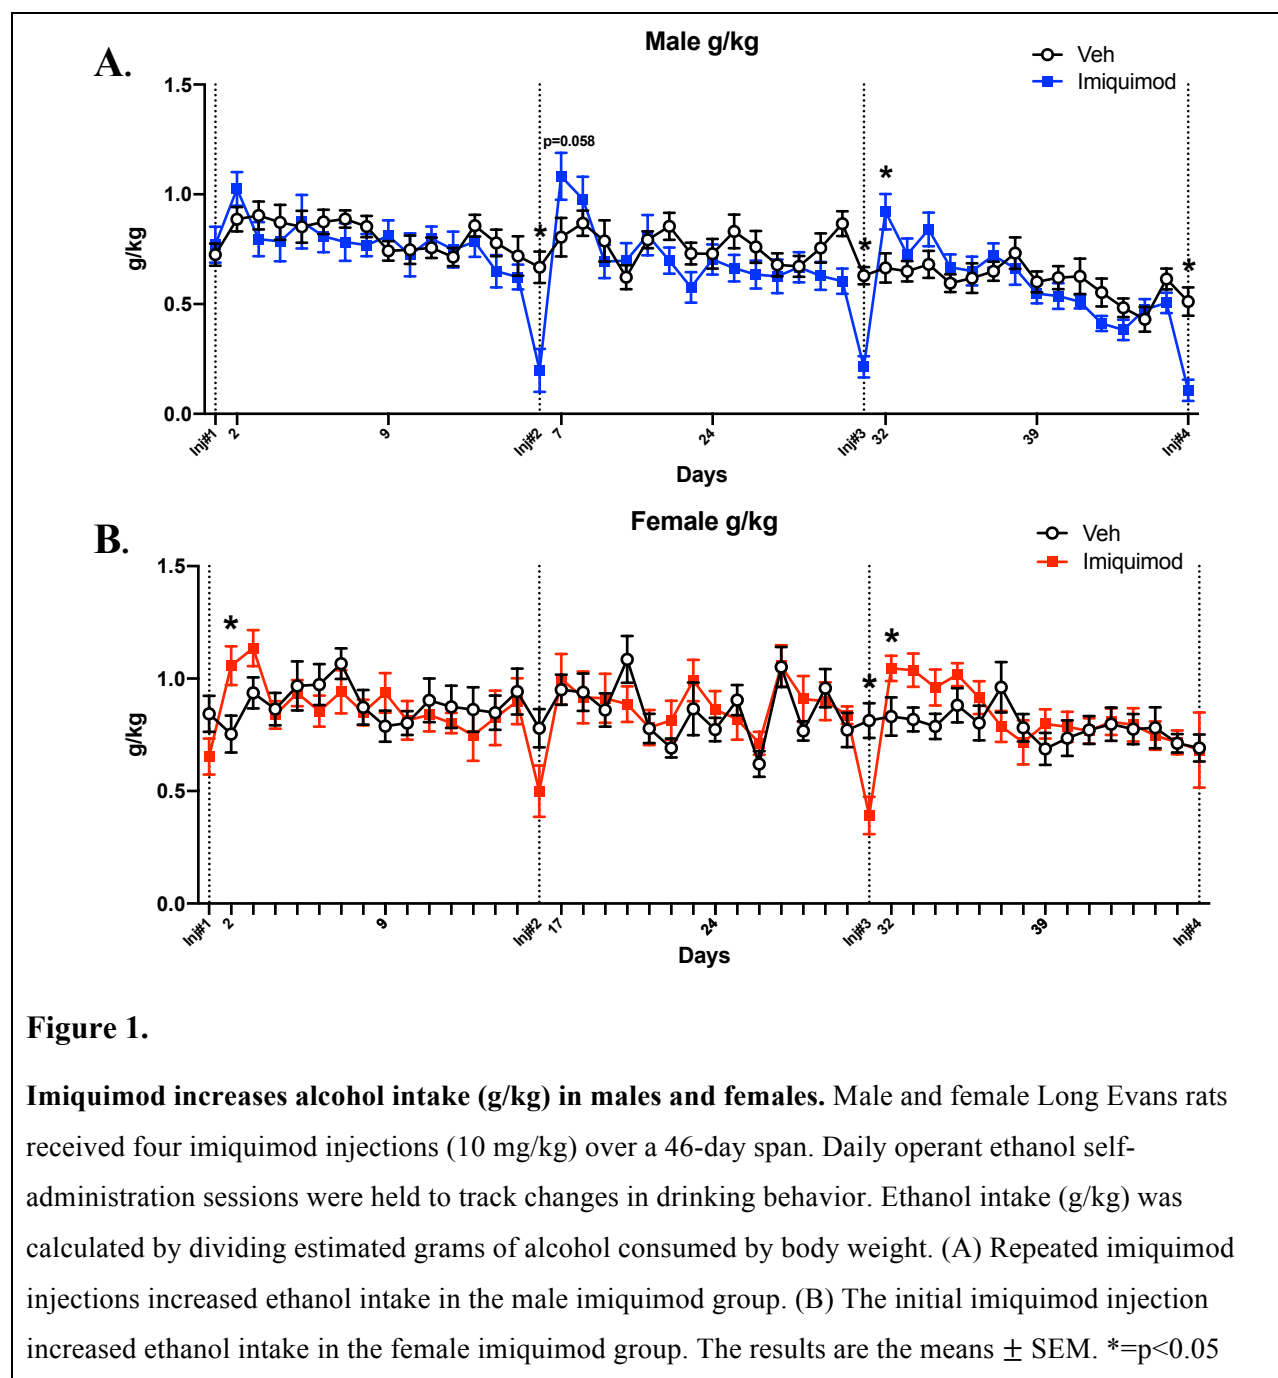 A.
Male g/kg
Veh
Imiquimod
1.5
1.0
0.5
0.0
g/kg
p=0.058
*
*
*
*
Inj#1 2 9 Inj#2 7 24 Inj#3 32 39 Inj#4
Days
B.
Female g/kg
Veh
Imiquimod
1.5
1.0
0.5
0.0
g/kg
*
*
*
Inj#1 2 9 Inj#2 17 24 Inj#3 32 39 Inj#4
Days
Figure 1.
Imiquimod increases alcohol intake (g/kg) in males and females. Male and female Long Evans rats
received four imiquimod injections (10 mg/kg) over a 46-day span. Daily operant ethanol self-
administration sessions were held to track changes in drinking behavior. Ethanol intake (g/kg) was
calculated by dividing estimated grams of alcohol consumed by body weight. (A) Repeated imiquimod
injections increased ethanol intake in the male imiquimod group. (B) The initial imiquimod injection
increased ethanol intake in the female imiquimod group. The results are the means ± SEM. *=p<0.05